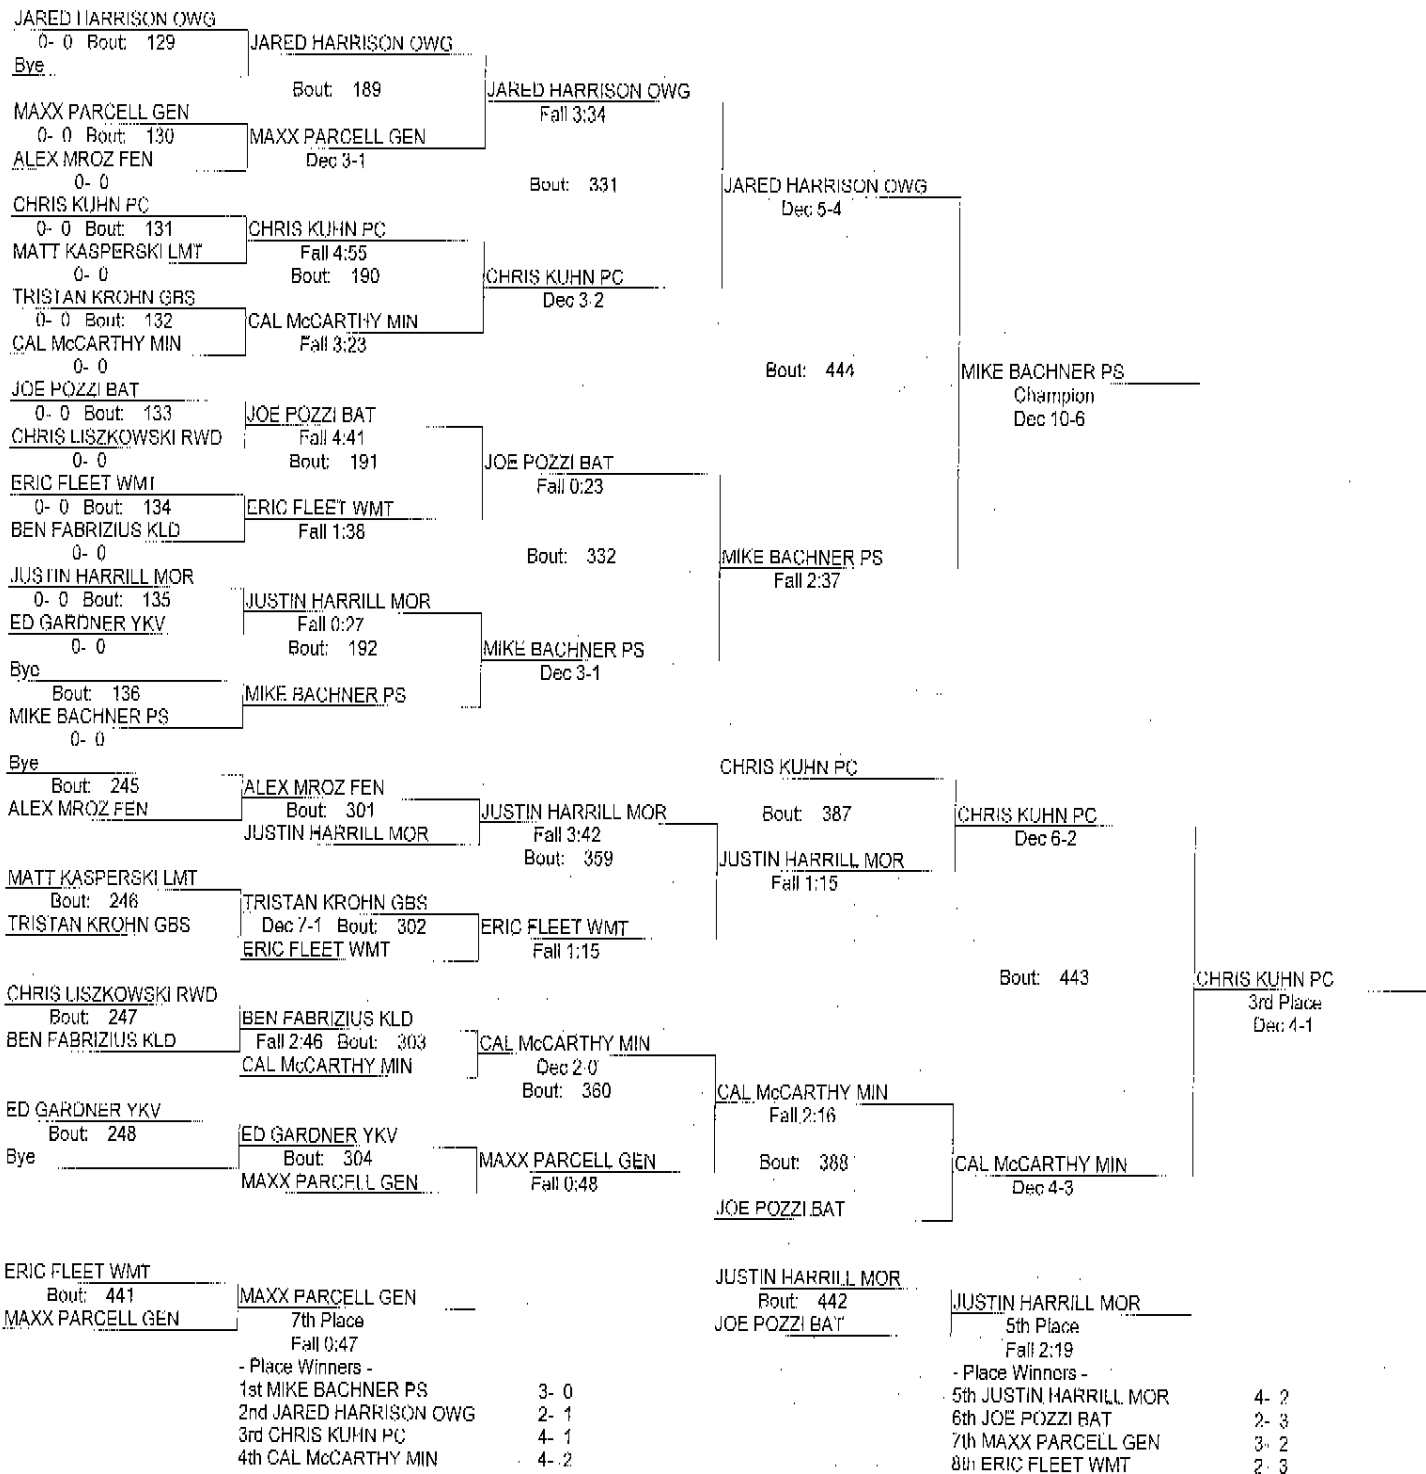 JARED HARRISON OWG
0- 0 Bout: 129
Bye
JARED HARRISON OWG
Bout: 189
JARED HARRISON OWG
Fall 3:34
MAXX PARCELL GEN
0- 0 Bout: 130
ALEX MROZ FEN
0- 0
MAXX PARCELL GEN
Dec 3-1
Bout: 331
JARED HARRISON OWG
Dec 5-4
CHRIS KUHN PC
0- 0 Bout: 131
MATT KASPERSKI LMT
0- 0
CHRIS KUHN PC
Fall 4:55
Bout: 190
CHRIS KUHN PC
Dec 3-2
TRISTAN KROHN GBS
0- 0 Bout: 132
CAL McCARTHY MIN
0- 0
CAL McCARTHY MIN
Fall 3:23
Bout: 444
MIKE BACHNER PS
Champion
Dec 10-6
JOE POZZI BAT
0- 0 Bout: 133
CHRIS LISZKOWSKI RWD
0- 0
JOE POZZI BAT
Fall 4:41
Bout: 191
JOE POZZI BAT
Fall 0:23
ERIC FLEET WMT
0- 0 Bout: 134
BEN FABRIZIUS KLD
0- 0
ERIC FLEET WMT
Fall 1:38
Bout: 332
MIKE BACHNER PS
Fall 2:37
JUSTIN HARRILL MOR
0- 0 Bout: 135
ED GARDNER YKV
0- 0
JUSTIN HARRILL MOR
Fall 0:27
Bout: 192
MIKE BACHNER PS
Dec 3-1
Bye
Bout: 136
MIKE BACHNER PS
0- 0
MIKE BACHNER PS
Bye
Bout: 245
ALEX MROZ FEN
ALEX MROZ FEN
Bout: 301
JUSTIN HARRILL MOR
JUSTIN HARRILL MOR
Fall 3:42
Bout: 359
CHRIS KUHN PC
Bout: 387
JUSTIN HARRILL MOR
Fall 1:15
CHRIS KUHN PC
Dec 6-2
MATT KASPERSKI LMT
Bout: 246
TRISTAN KROHN GBS
TRISTAN KROHN GBS
Dec 7-1 Bout: 302
ERIC FLEET WMT
ERIC FLEET WMT
Fall 1:15
Bout: 443
CHRIS KUHN PC
3rd Place
Dec 4-1
CHRIS LISZKOWSKI RWD
Bout: 247
BEN FABRIZIUS KLD
BEN FABRIZIUS KLD
Fall 2:46 Bout: 303
CAL McCARTHY MIN
CAL McCARTHY MIN
Dec 2-0
Bout: 360
CAL McCARTHY MIN
Fall 2:16
Bout: 388
JOE POZZI BAT
CAL McCARTHY MIN
Dec 4-3
ED GARDNER YKV
Bout: 248
Bye
ED GARDNER YKV
Bout: 304
MAXX PARCELL GEN
MAXX PARCELL GEN
Fall 0:48
ERIC FLEET WMT
Bout: 441
MAXX PARCELL GEN
MAXX PARCELL GEN
7th Place
Fall 0:47
JUSTIN HARRILL MOR
Bout: 442
JOE POZZI BAT
JUSTIN HARRILL MOR
5th Place
Fall 2:19
- Place Winners -
1st MIKE BACHNER PS 3- 0
2nd JARED HARRISON OWG 2- 1
3rd CHRIS KUHN PC 4- 1
4th CAL McCARTHY MIN 4- 2
- Place Winners -
5th JUSTIN HARRILL MOR 4- 2
6th JOE POZZI BAT 2- 3
7th MAXX PARCELL GEN 3- 2
8th ERIC FLEET WMT 2- 3